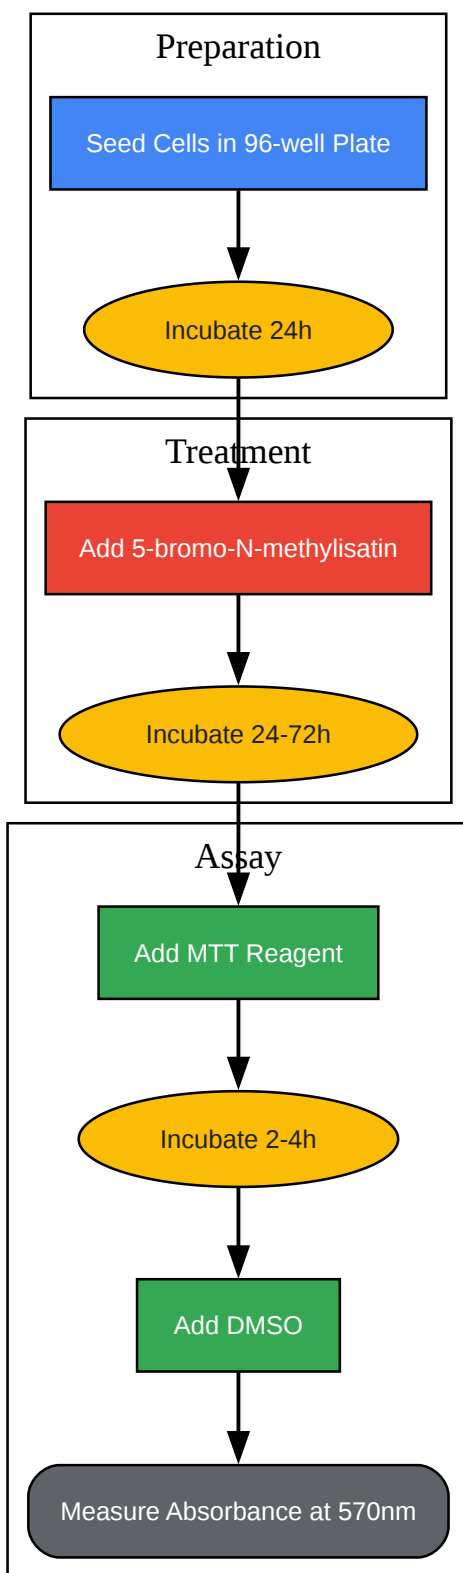 Preparation
Seed Cells in 96-well Plate
Incubate 24h
Treatment
Add 5-bromo-N-methylisatin
Incubate 24-72h
Assay
Add MTT Reagent
Incubate 2-4h
Add DMSO
Measure Absorbance at 570nm